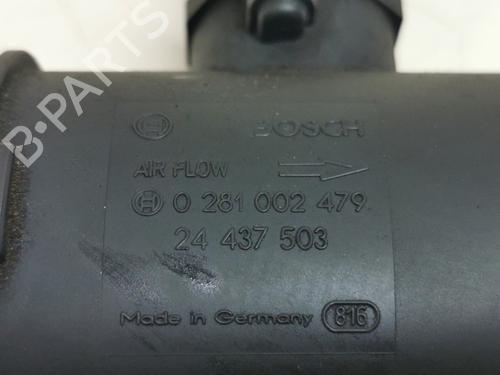 B-PARTS
BOSCH
AIR FLOW
0 281 002 479
24 437 503
Made in Germany 816